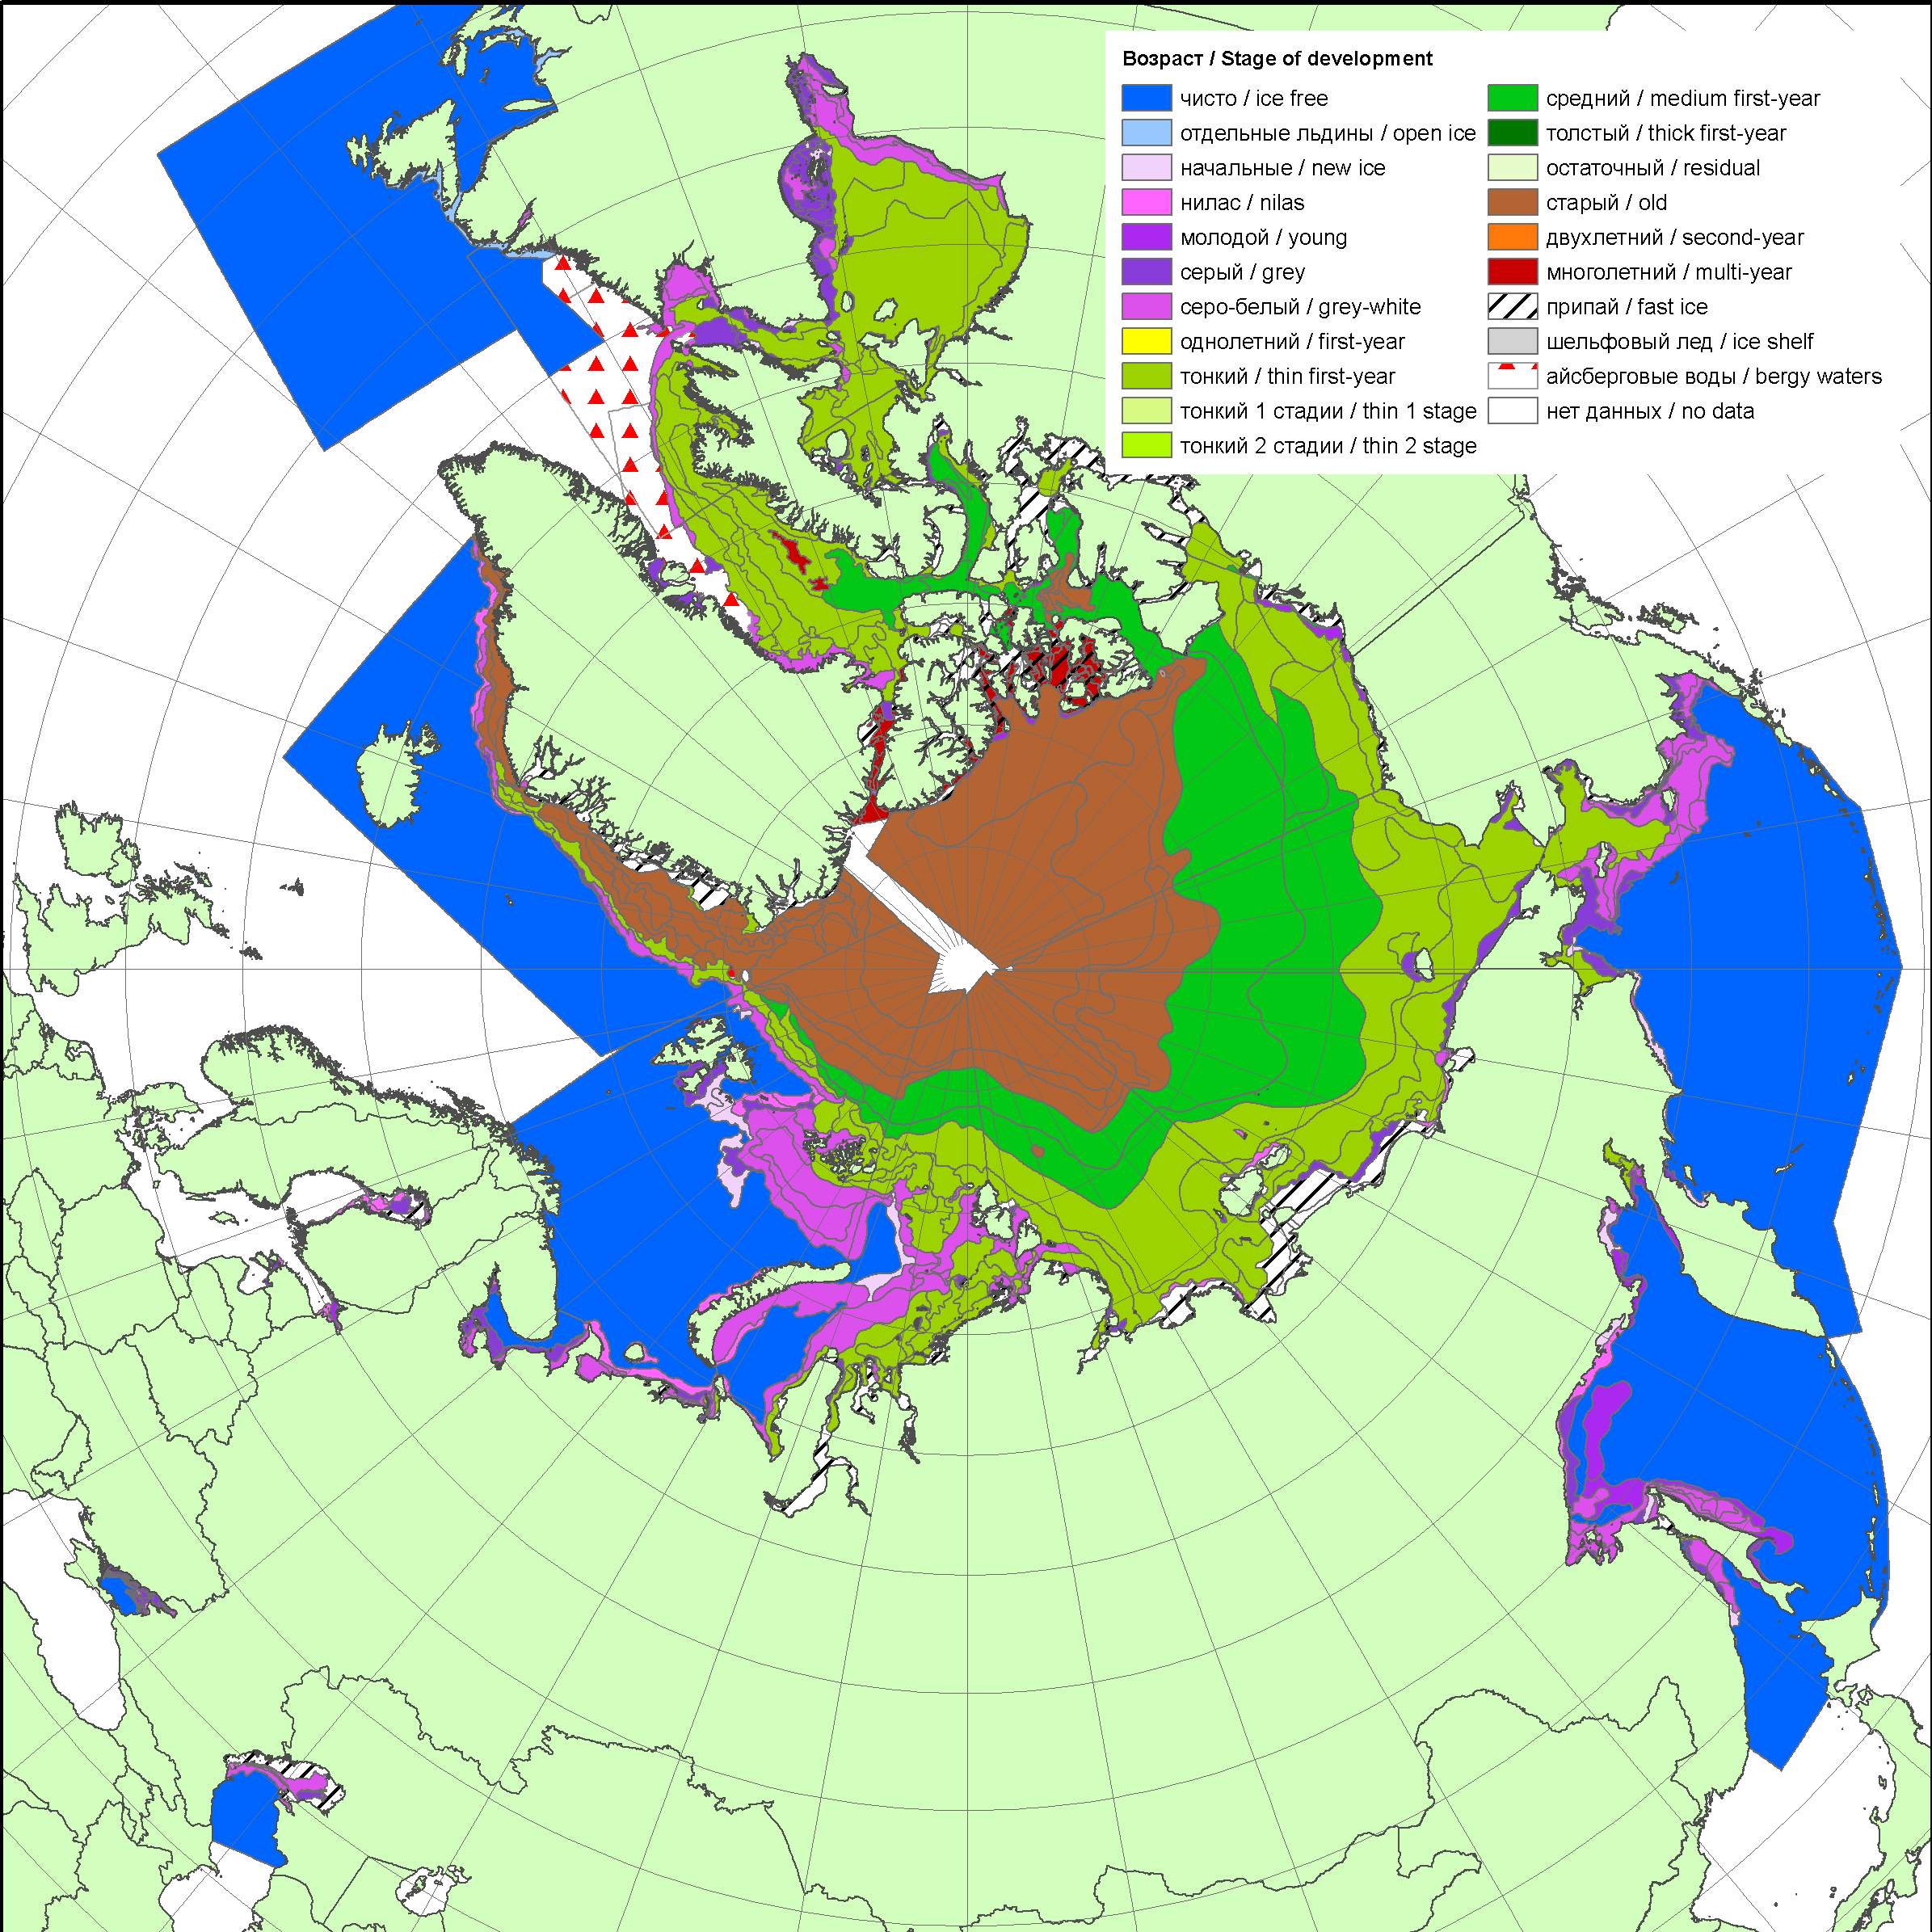 Возраст / Stage of development
чисто / ice free
отдельные льдины / open ice
начальные / new ice
нилас / nilas
молодой / young
серый / grey
серо-белый / grey-white
однолетний / first-year
тонкий / thin first-year
тонкий 1 стадии / thin 1 stage
тонкий 2 стадии / thin 2 stage
средний / medium first-year
толстый / thick first-year
остаточный / residual
старый / old
двухлетний / second-year
многолетний / multi-year
припай / fast ice
шельфовый лед / ice shelf
айсберговые воды / bergy waters
нет данных / no data